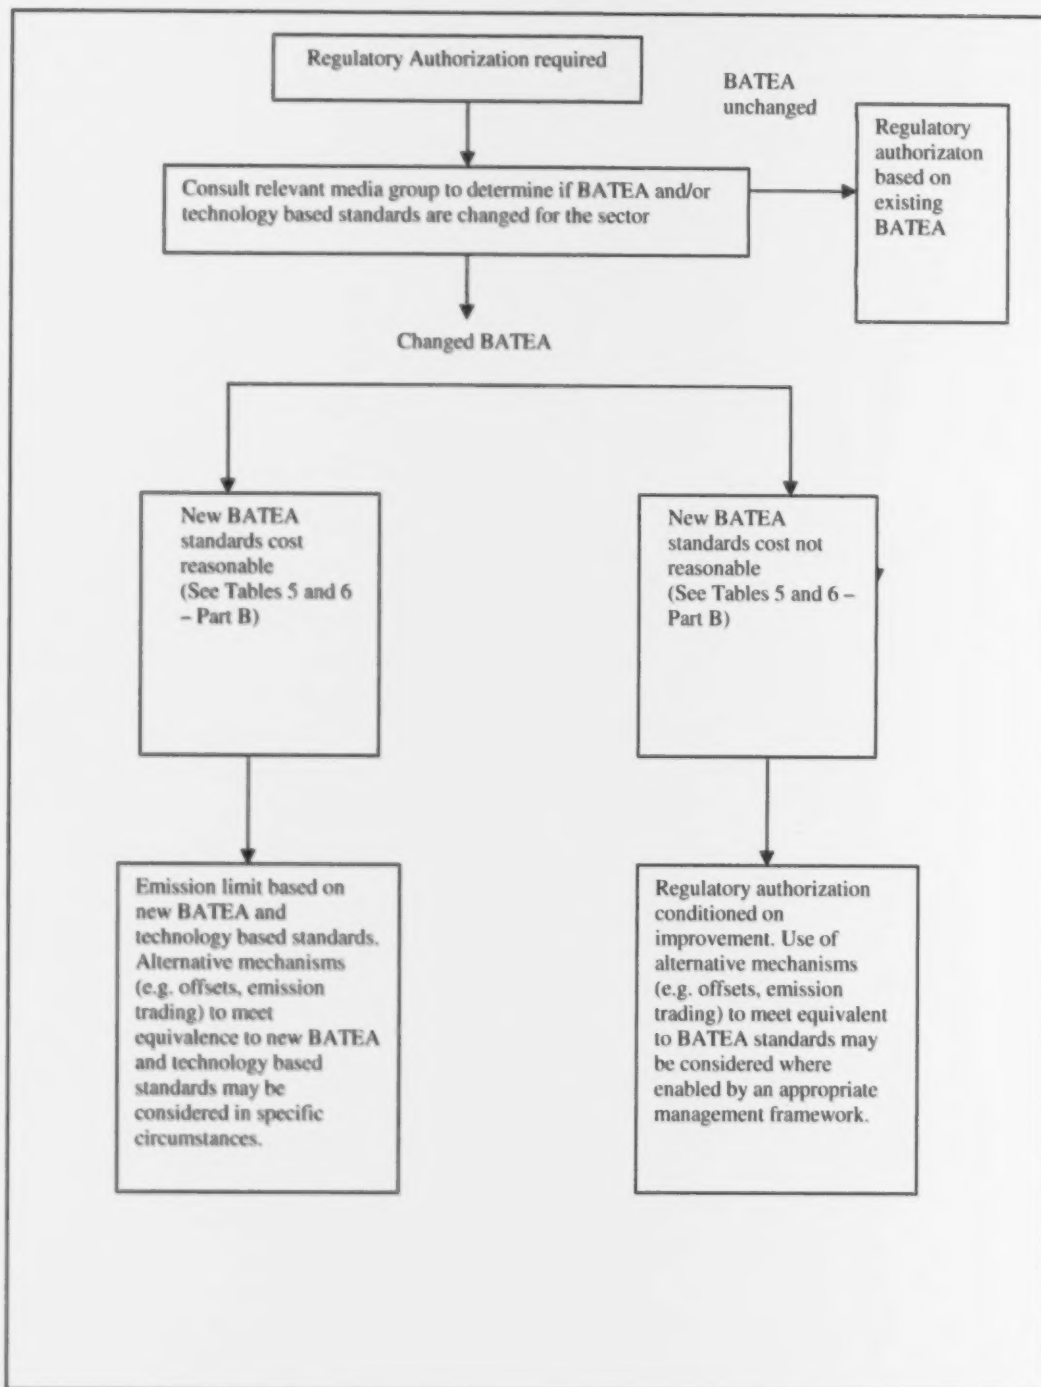 Regulatory Authorization required
BATEA
unchanged
Regulatory
authorizaton
based on
existing
BATEA
Consult relevant media group to determine if BATEA and/or
technology based standards are changed for the sector
Changed BATEA
New BATEA
standards cost
reasonable
(See Tables 5 and 6
– Part B)
New BATEA
standards cost not
reasonable
(See Tables 5 and 6 –
Part B)
Emission limit based on
new BATEA and
technology based standards.
Alternative mechanisms
(e.g. offsets, emission
trading) to meet
equivalence to new BATEA
and technology based
standards may be
considered in specific
circumstances.
Regulatory authorization
conditioned on
improvement. Use of
alternative mechanisms
(e.g. offsets, emission
trading) to meet equivalent
to BATEA standards may
be considered where
enabled by an appropriate
management framework.